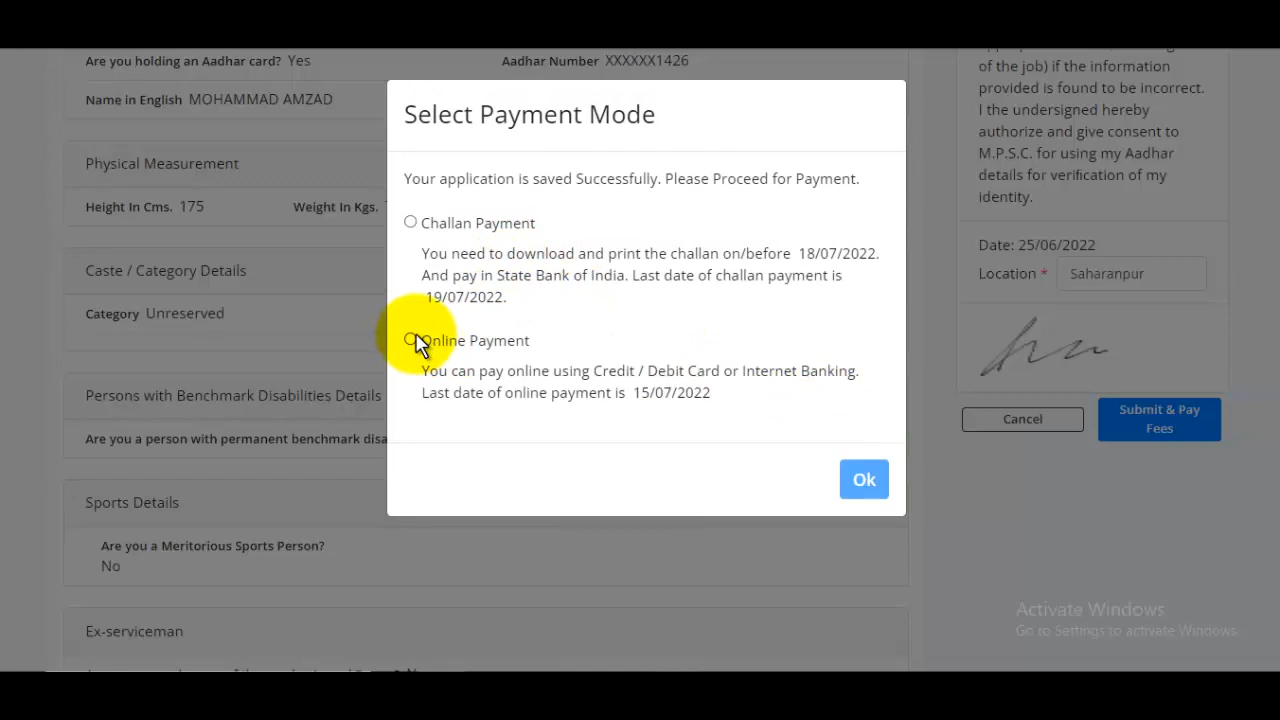 Are you holding an Aadhar card? Yes
Aadhar Number XXXXXX1426
Name in English MOHAMMAD AMZAD
Physical Measurement
Height In Cms. 175
Weight In Kgs.
Caste / Category Details
Category Unreserved
Persons with Benchmark Disabilities Details
Are you a person with permanent benchmark
Sports Details
Are you a Meritorious Sports Person?
No
Ex-serviceman
Select Payment Mode
Your application is saved Successfully. Please Proceed for Payment.
Challan Payment
You need to download and print the challan on/before 18/07/2022.
And pay in State Bank of India. Last date of challan payment is
19/07/2022.
Online Payment
You can pay online using Credit / Debit Card or Internet Banking.
Last date of online payment is 15/07/2022
Ok
of the job) if the information
provided is found to be incorrect.
I the undersigned hereby
authorize and give consent to
M.P.S.C. for using my Aadhar
details for verification of my
identity.
Date: 25/06/2022
Location * Saharanpur
Cancel
Submit & Pay
Fees
Activate Windows
Go to Settings to activate Windows.